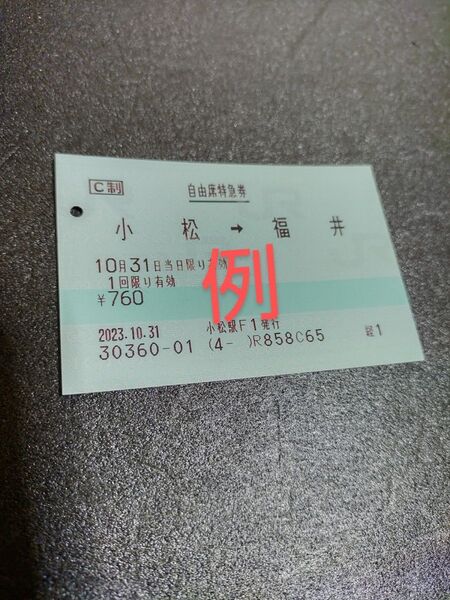 C制
自由席特急券
小松 → 福井
10月31日当日限り有効
1回限り有効
¥760
例
2023.10.31 小松駅F1発行
30360-01 (4- )R858C65